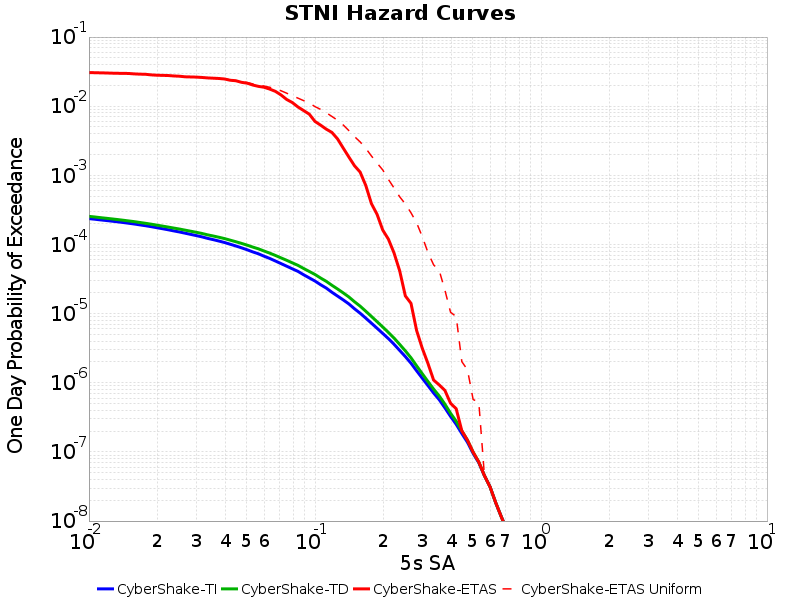 STNI Hazard Curves
One Day Probability of Exceedance
10-1
10-2
10-3
10-4
10-5
10-6
10-7
10-8
10-2 2 3 4 5 6 10-1 2 3 4 5 6 7 100 2 3 4 5 6 7 101
5s SA
CyberShake-TI CyberShake-TD CyberShake-ETAS CyberShake-ETAS Uniform